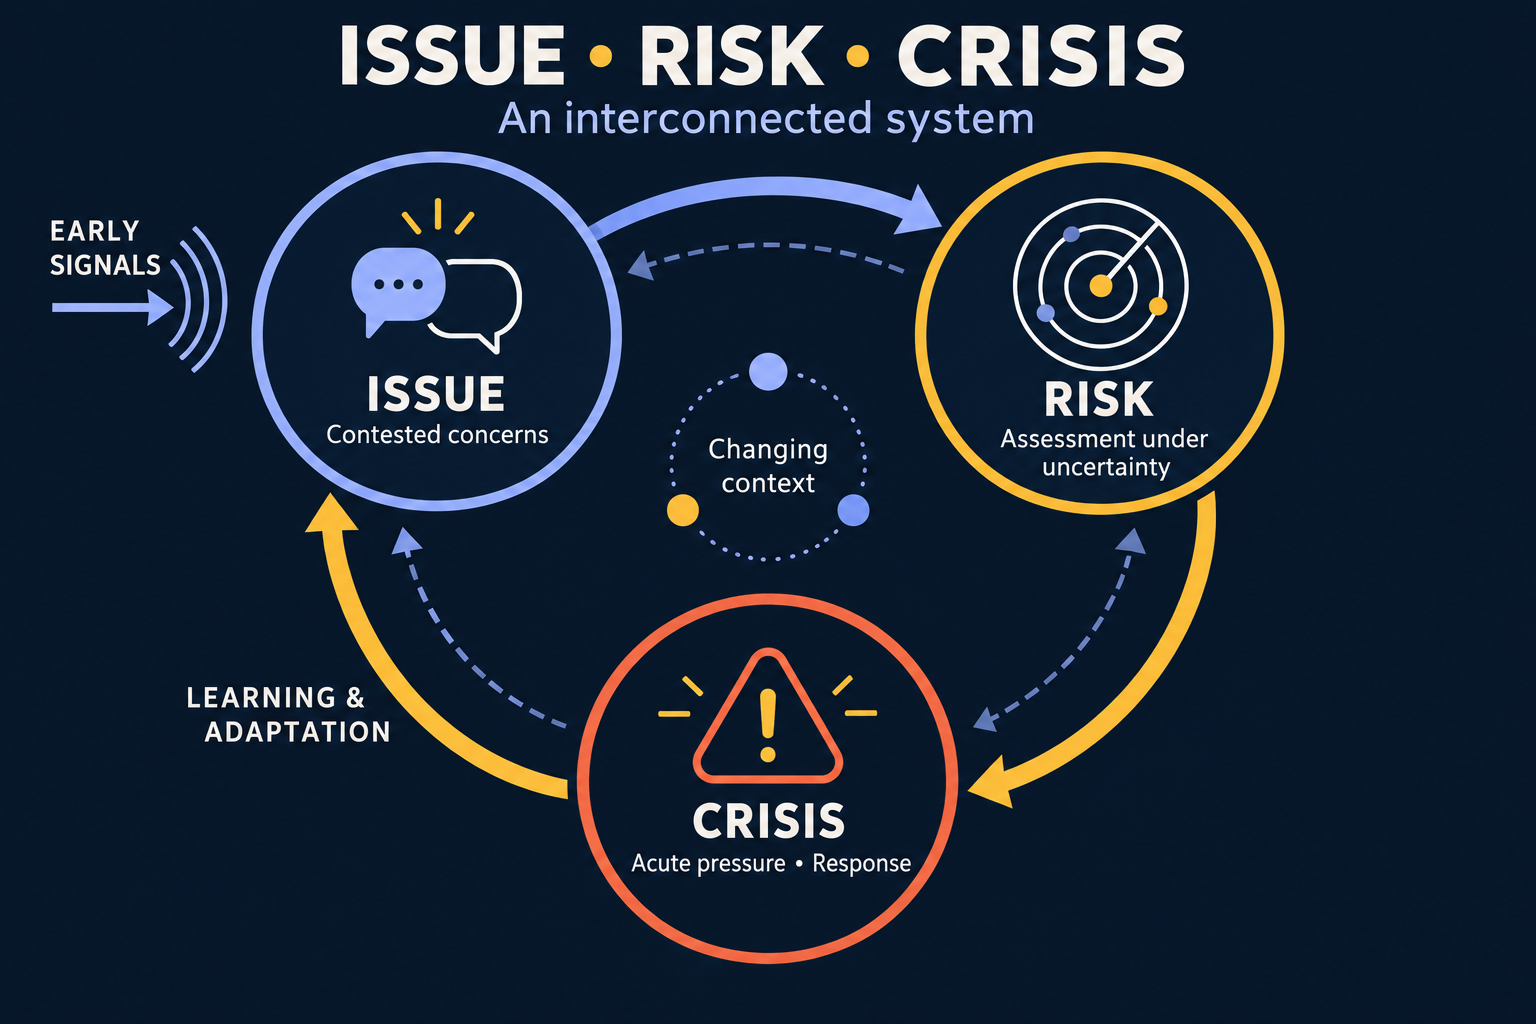 ISSUE • RISK • CRISIS
An interconnected system
EARLY
SIGNALS
ISSUE
Contested concerns
RISK
Assessment under
uncertainty
Changing
context
LEARNING &
ADAPTATION
CRISIS
Acute pressure • Response